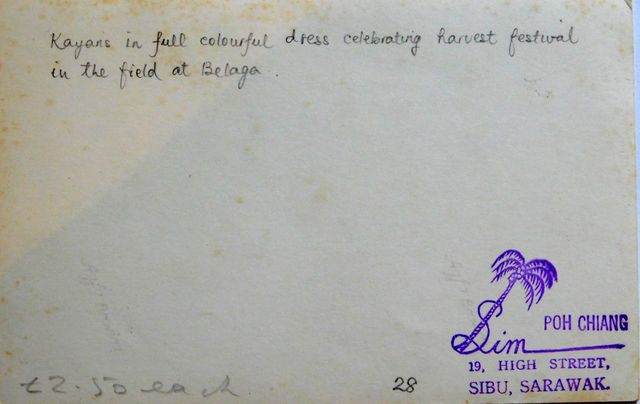 Kayans in full colourful dress celebrating harvest festival
in the field at Belaga.
Lim POH CHIANG
19, HIGH STREET,
SIBU, SARAWAK.
28
£2.50 each